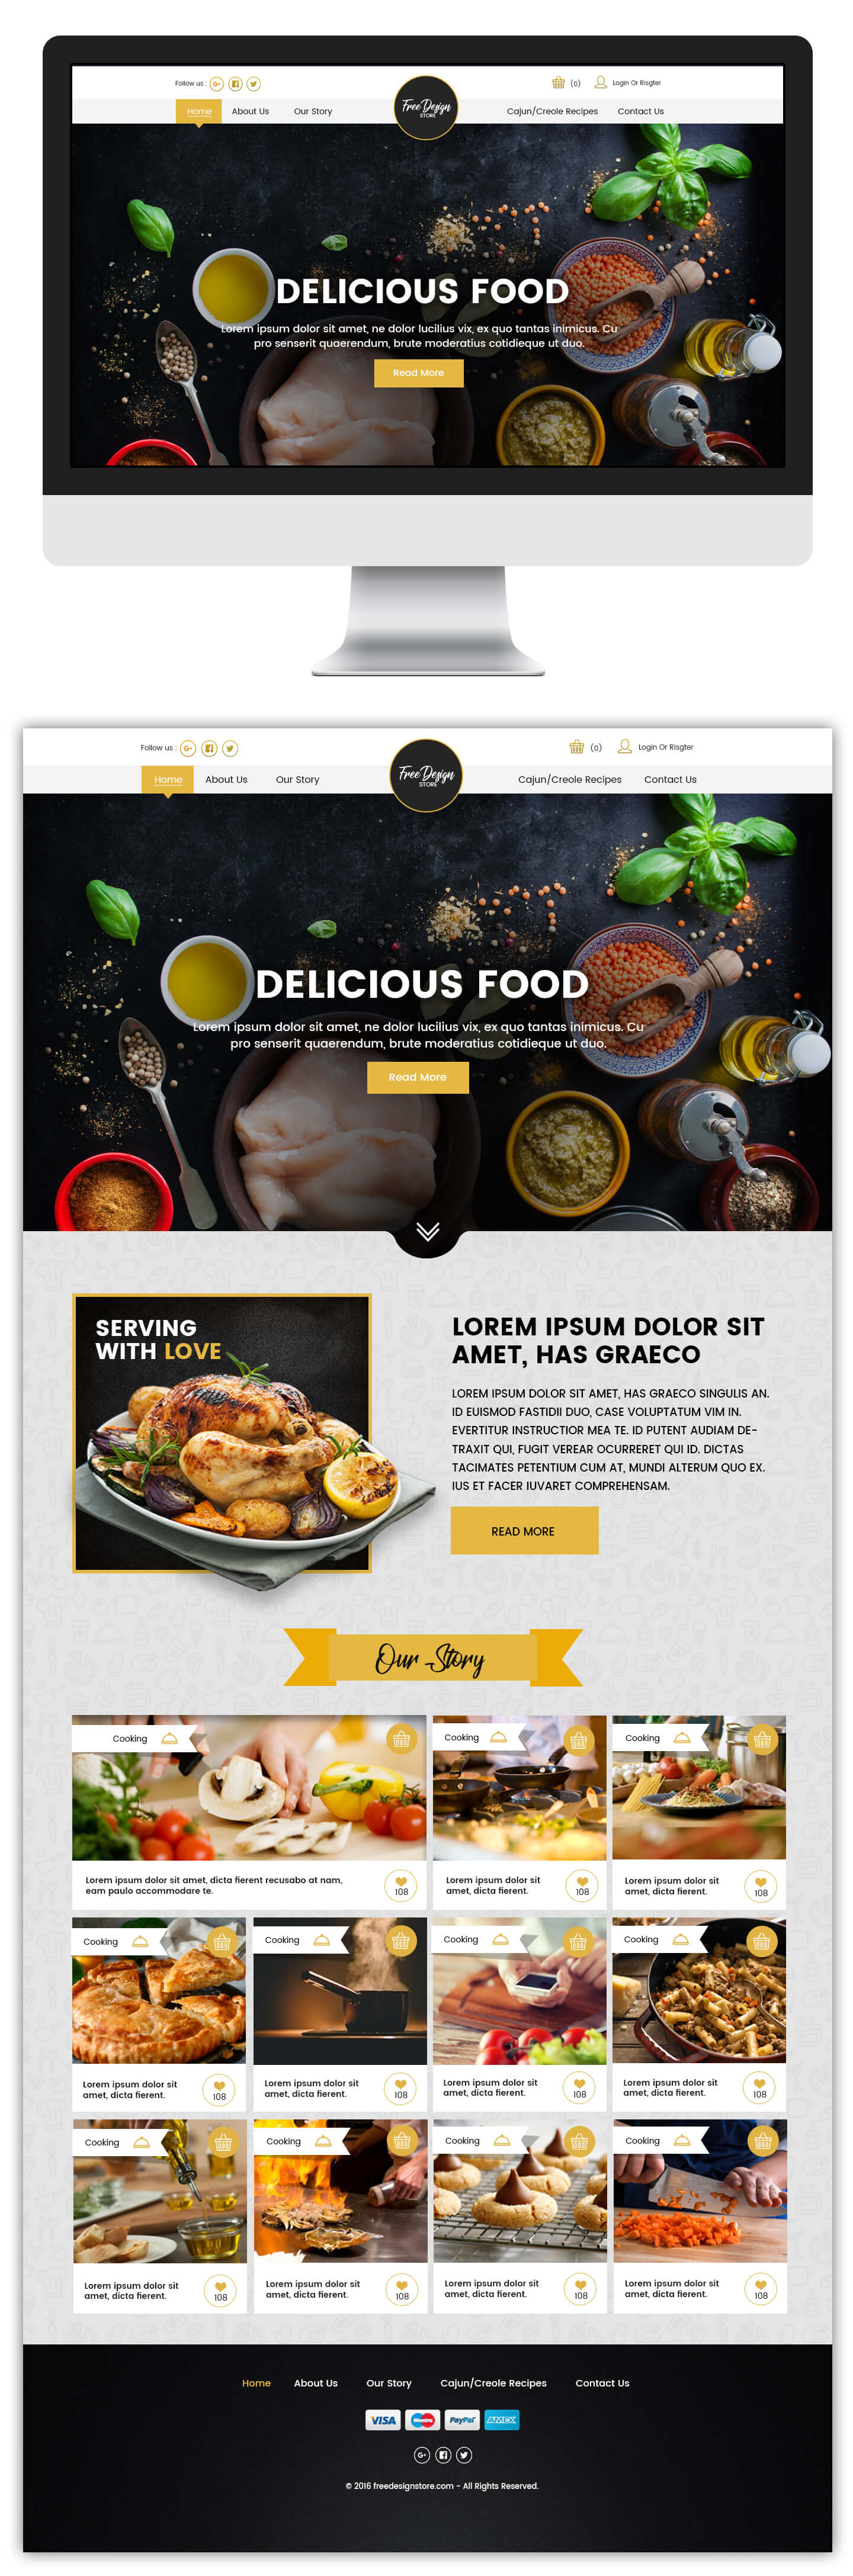 Follow us :
(0)
Login Or Risgter
Home
About Us
Our Story
Free Design
STORE
Cajun/Creole Recipes
Contact Us
DELICIOUS FOOD
Lorem ipsum dolor sit amet, ne dolor lucilius vix, ex quo tantas inimicus. Cu
pro senserit quaerendum, brute moderatius cotidieque ut duo.
Read More
Follow us :
(0)
Login Or Risgter
Home
About Us
Our Story
Free Design
STORE
Cajun/Creole Recipes
Contact Us
DELICIOUS FOOD
Lorem ipsum dolor sit amet, ne dolor lucilius vix, ex quo tantas inimicus. Cu
pro senserit quaerendum, brute moderatius cotidieque ut duo.
Read More
SERVING
WITH LOVE
LOREM IPSUM DOLOR SIT
AMET, HAS GRAECO
LOREM IPSUM DOLOR SIT AMET, HAS GRAECO SINGULIS AN.
ID EUISMOD FASTIDII DUO, CASE VOLUPTATUM VIM IN.
EVERTITUR INSTRUCTIOR MEA TE. ID PUTENT AUDIAM DE-
TRAXIT QUI, FUGIT VEREAR OCURRERET QUI ID. DICTAS
TACIMATES PETENTIUM CUM AT, MUNDI ALTERUM QUO EX.
IUS ET FACER IUVARET COMPREHENSAM.
READ MORE
Our Story
Cooking
Cooking
Cooking
Lorem ipsum dolor sit amet, dicta fierent recusabo at nam,
eam paulo accommodare te.
108
Lorem ipsum dolor sit
amet, dicta fierent.
108
Lorem ipsum dolor sit
amet, dicta fierent.
108
Cooking
Cooking
Cooking
Cooking
Lorem ipsum dolor sit
amet, dicta fierent.
108
Lorem ipsum dolor sit
amet, dicta fierent.
108
Lorem ipsum dolor sit
amet, dicta fierent.
108
Lorem ipsum dolor sit
amet, dicta fierent.
108
Cooking
Cooking
Cooking
Cooking
Lorem ipsum dolor sit
amet, dicta fierent.
108
Lorem ipsum dolor sit
amet, dicta fierent.
108
Lorem ipsum dolor sit
amet, dicta fierent.
108
Lorem ipsum dolor sit
amet, dicta fierent.
108
Home
About Us
Our Story
Cajun/Creole Recipes
Contact Us
VISA
Maestro
PayPal
AMEX
© 2016 freedesignstore.com - All Rights Reserved.